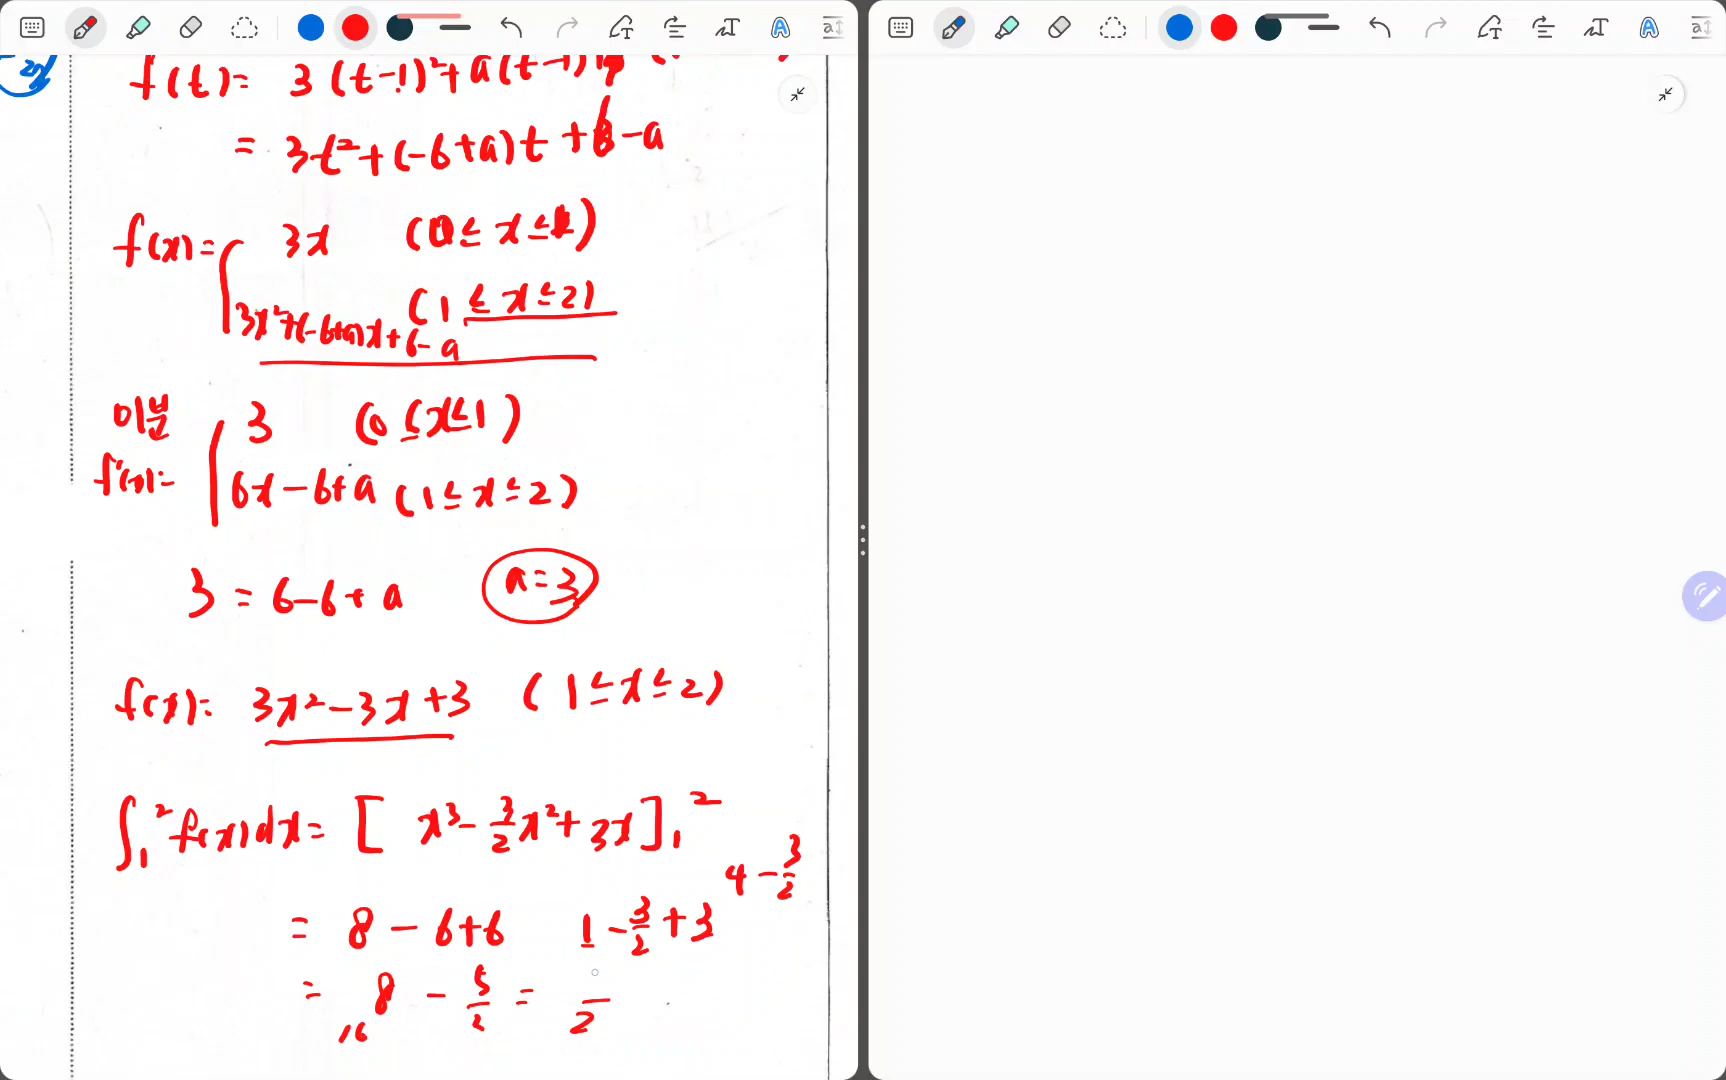 f(t)= 3(t-1)²+a(t-1)+
= 3t²+(-6+a)t+6-a
f(x)= 3x (0≤x≤1)
3x²+(-6+a)x+6-a (1≤x≤2)
미분
f'(x)= 3 (0≤x≤1)
6x-6+a (1≤x≤2)
3=6-6+a a=3
f(x)= 3x²-3x+3 (1≤x≤2)
∫₁²f(x)dx= [x³-3/2x²+3x]₁²
4-3/2
= 8-6+6 1-3/2+3
= 8-5/2= /2
16